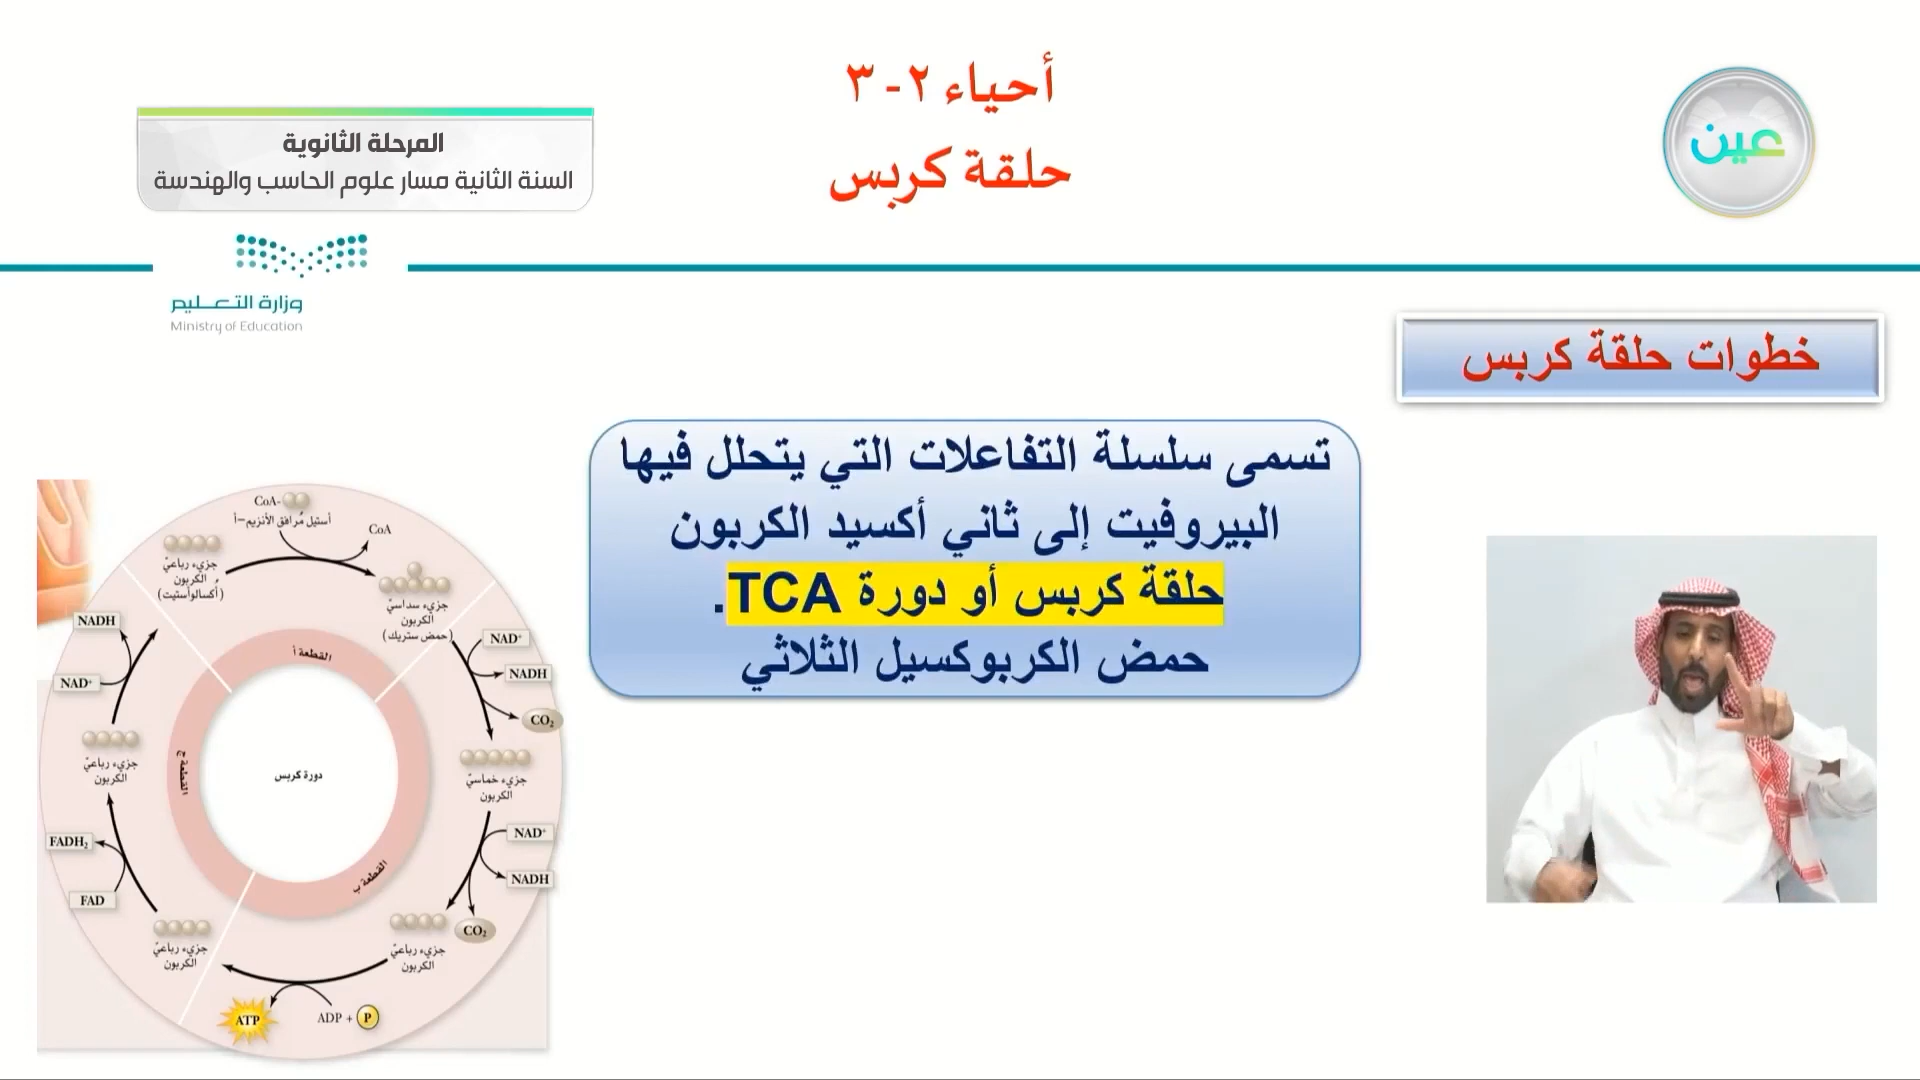 أحياء ٢-٣
حلقة كربس
عين
المرحلة الثانوية
السنة الثانية مسار علوم الحاسب والهندسة
وزارة التعـــليم
Ministry of Education
خطوات حلقة كربس
تسمى سلسلة التفاعلات التي يتحلل فيها
البيروفيت إلى ثاني أكسيد الكربون
حلقة كربس أو دورة TCA.
حمض الكربوكسيل الثلاثي
CoA-
أستيل مُرافق الأنزيم-أ
CoA
جزيء رباعيّ
الكربون
(أُكسالوأستيت)
جزيء سداسيّ
الكربون
(حمض ستريك)
NAD+
NADH
CO2
جزيء خماسيّ
الكربون
NAD+
NADH
CO2
جزيء رباعيّ
الكربون
ADP + P
ATP
جزيء رباعيّ
الكربون
FAD
FADH2
جزيء رباعيّ
الكربون
NAD+
NADH
القطعة أ
القطعة ب
القطعة ج
دورة كربس